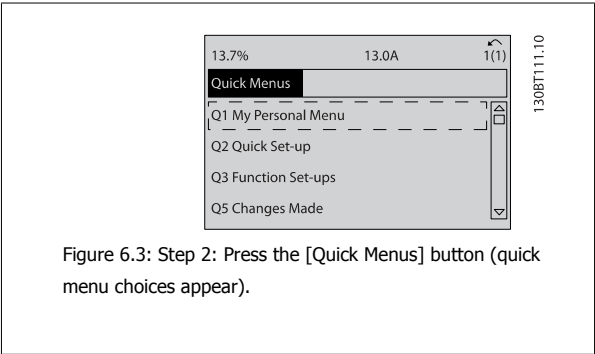 13.7% 13.0A 1(1)
Quick Menus
Q1 My Personal Menu
Q2 Quick Set-up
Q3 Function Set-ups
Q5 Changes Made
130BT111.10
Figure 6.3: Step 2: Press the [Quick Menus] button (quick
menu choices appear).